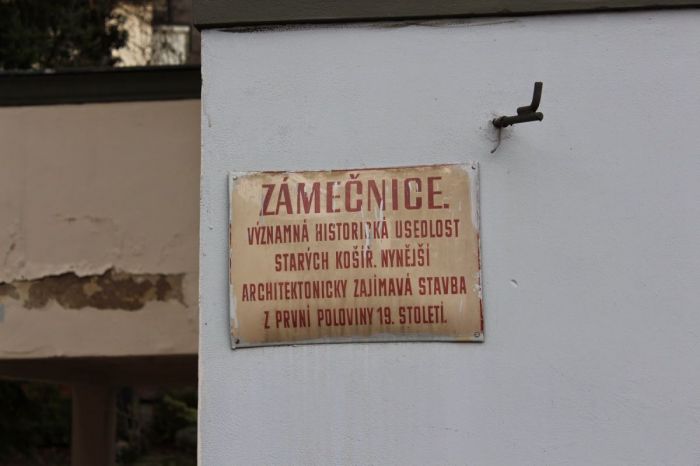 ZÁMEČNICE.
VÝZNAMNÁ HISTORICKÁ USEDLOST
STARÝCH KOŠÍŘ. NYNĚJŠÍ
ARCHITEKTONICKY ZAJÍMAVÁ STAVBA
Z PRVNÍ POLOVINY 19. STOLETÍ.